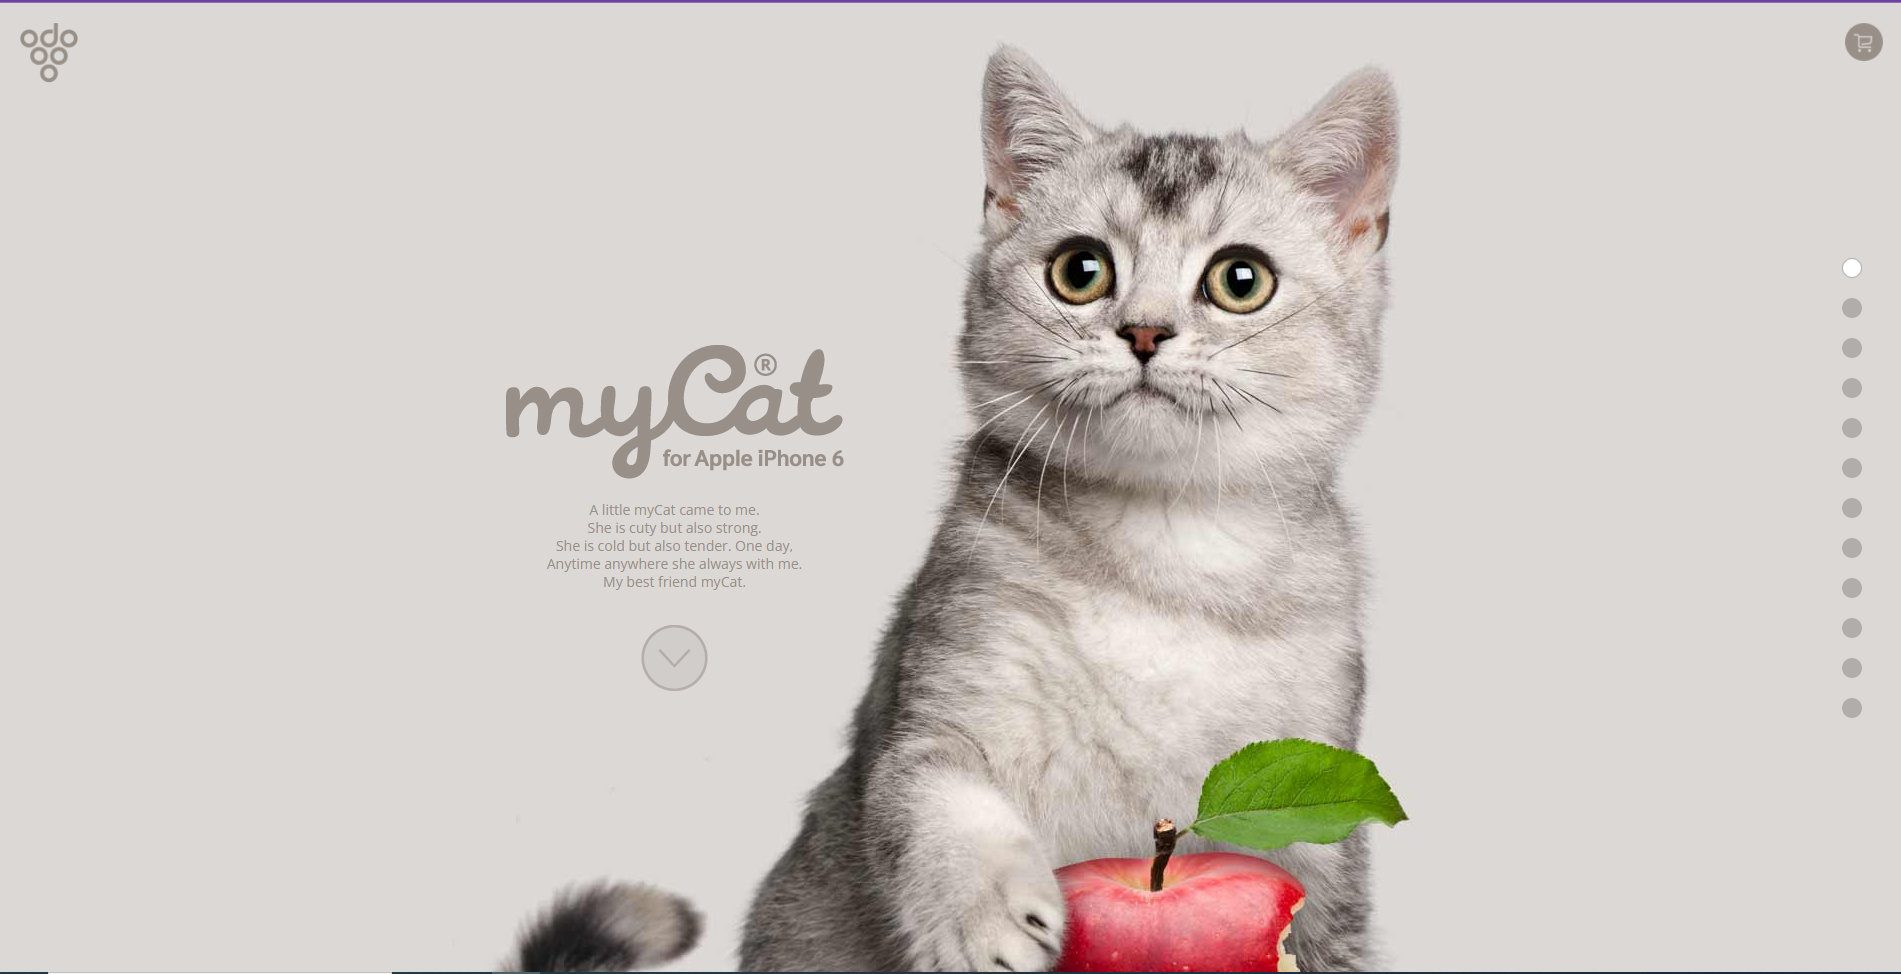 odo
myCat®
for Apple iPhone 6
A little myCat came to me.
She is cuty but also strong.
She is cold but also tender. One day,
Anytime anywhere she always with me.
My best friend myCat.